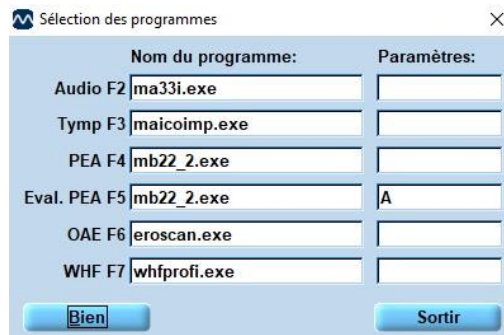 Sélection des programmes
Nom du programme: Paramètres:
Audio F2 ma33i.exe
Tymp F3 maicoimp.exe
PEA F4 mb22_2.exe
Eval. PEA F5 mb22_2.exe A
OAE F6 eroscan.exe
WHF F7 whfprofi.exe
Bien Sortir